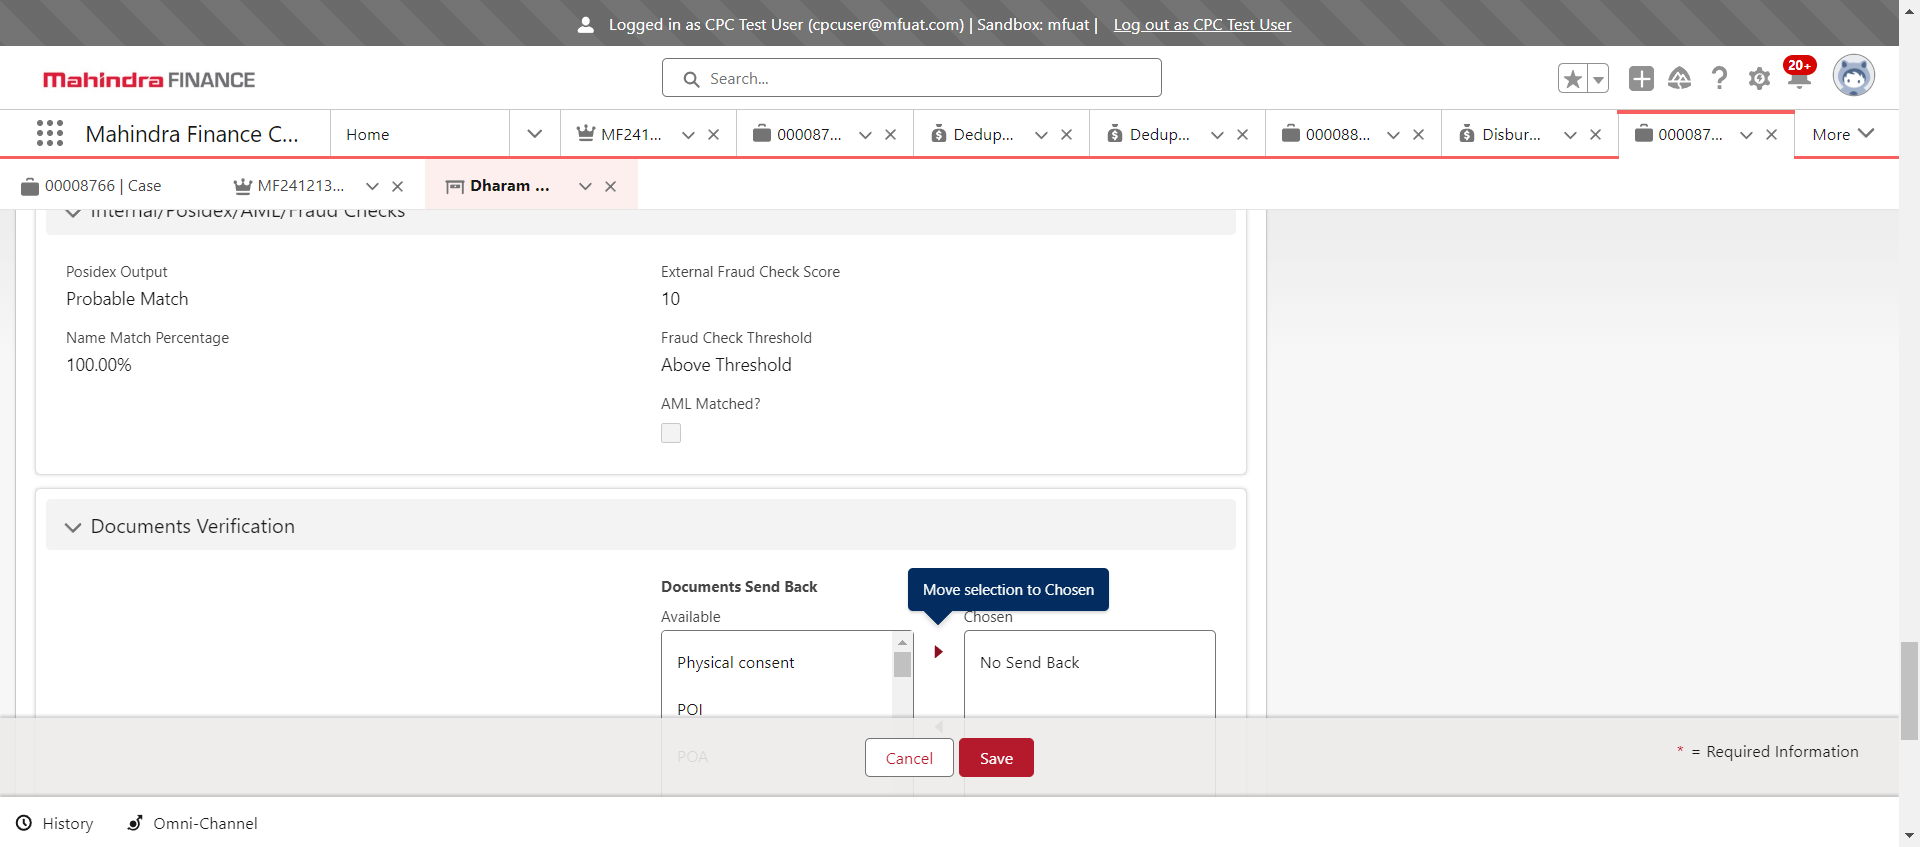 Logged in as CPC Test User (cpcuser@mfuat.com) | Sandbox: mfuat | Log out as CPC Test User
Mahindra FINANCE
Search...
20+
Mahindra Finance C...
Home
MF241...
000087...
Dedup...
Dedup...
000088...
Disbur...
000087...
More
00008766 | Case
MF241213...
Dharam ...
Internal/Posidex/AML/Fraud Checks
Posidex Output
External Fraud Check Score
Probable Match
10
Name Match Percentage
Fraud Check Threshold
100.00%
Above Threshold
AML Matched?
Documents Verification
Documents Send Back
Move selection to Chosen
Available
Chosen
Physical consent
No Send Back
POI
POA
Cancel
Save
* = Required Information
History
Omni-Channel